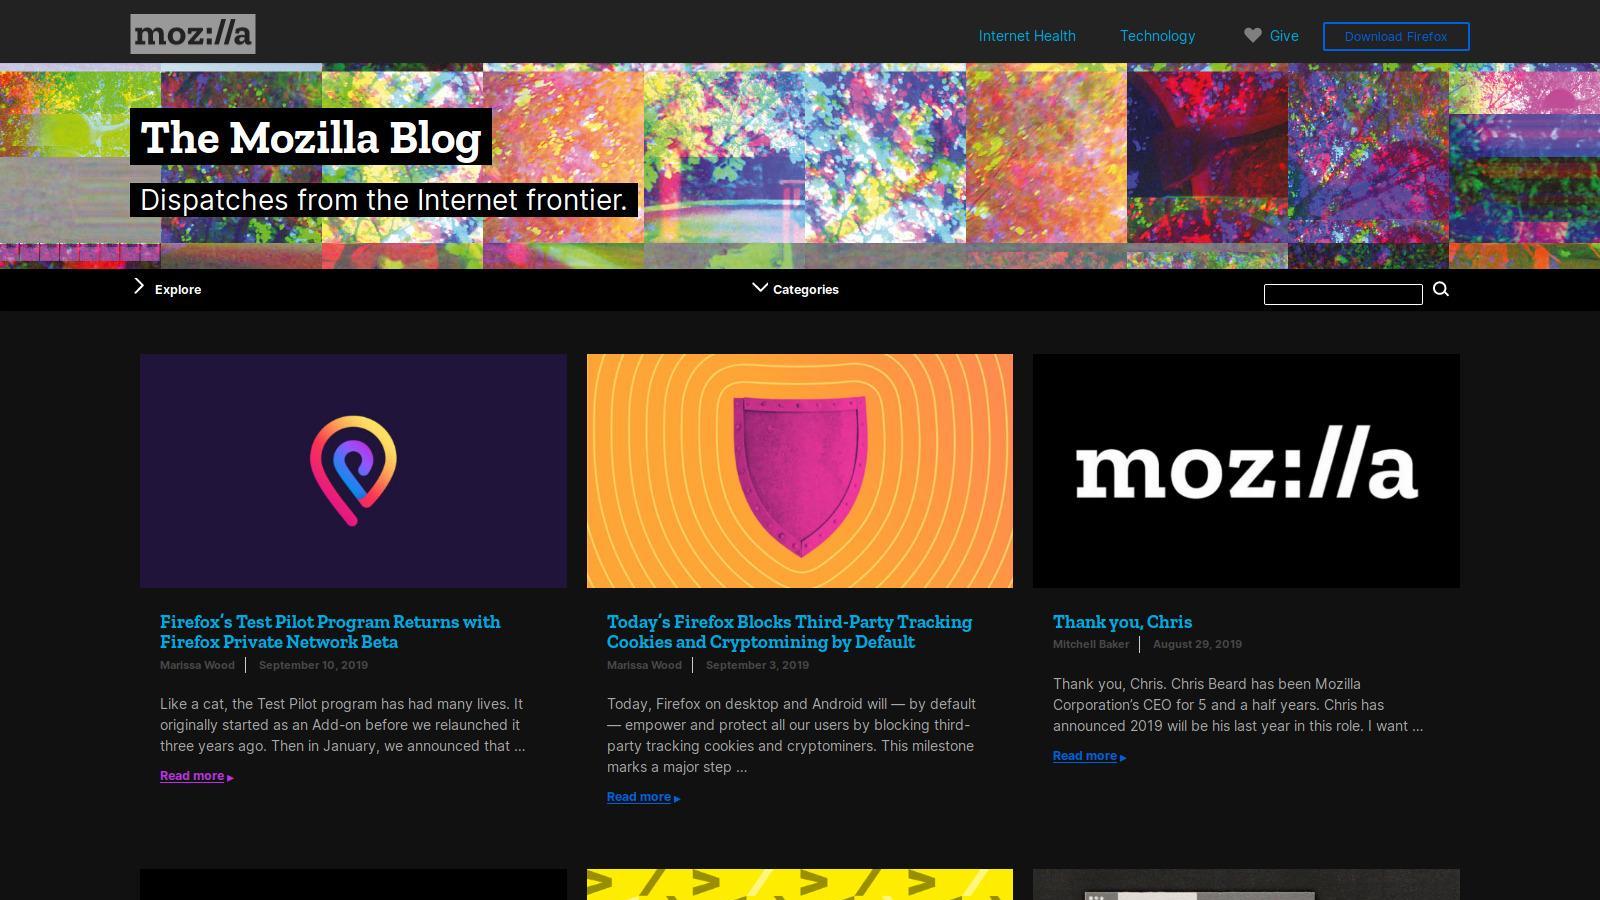 moz://a
Internet Health
Technology
Give
Download Firefox
The Mozilla Blog
Dispatches from the Internet frontier.
Explore
Categories
moz://a
Firefox’s Test Pilot Program Returns with
Firefox Private Network Beta
Marissa Wood | September 10, 2019
Like a cat, the Test Pilot program has had many lives. It
originally started as an Add-on before we relaunched it
three years ago. Then in January, we announced that ...
Read more
Today’s Firefox Blocks Third-Party Tracking
Cookies and Cryptomining by Default
Marissa Wood | September 3, 2019
Today, Firefox on desktop and Android will — by default
— empower and protect all our users by blocking third-
party tracking cookies and cryptominers. This milestone
marks a major step ...
Read more
Thank you, Chris
Mitchell Baker | August 29, 2019
Thank you, Chris. Chris Beard has been Mozilla
Corporation’s CEO for 5 and a half years. Chris has
announced 2019 will be his last year in this role. I want ...
Read more